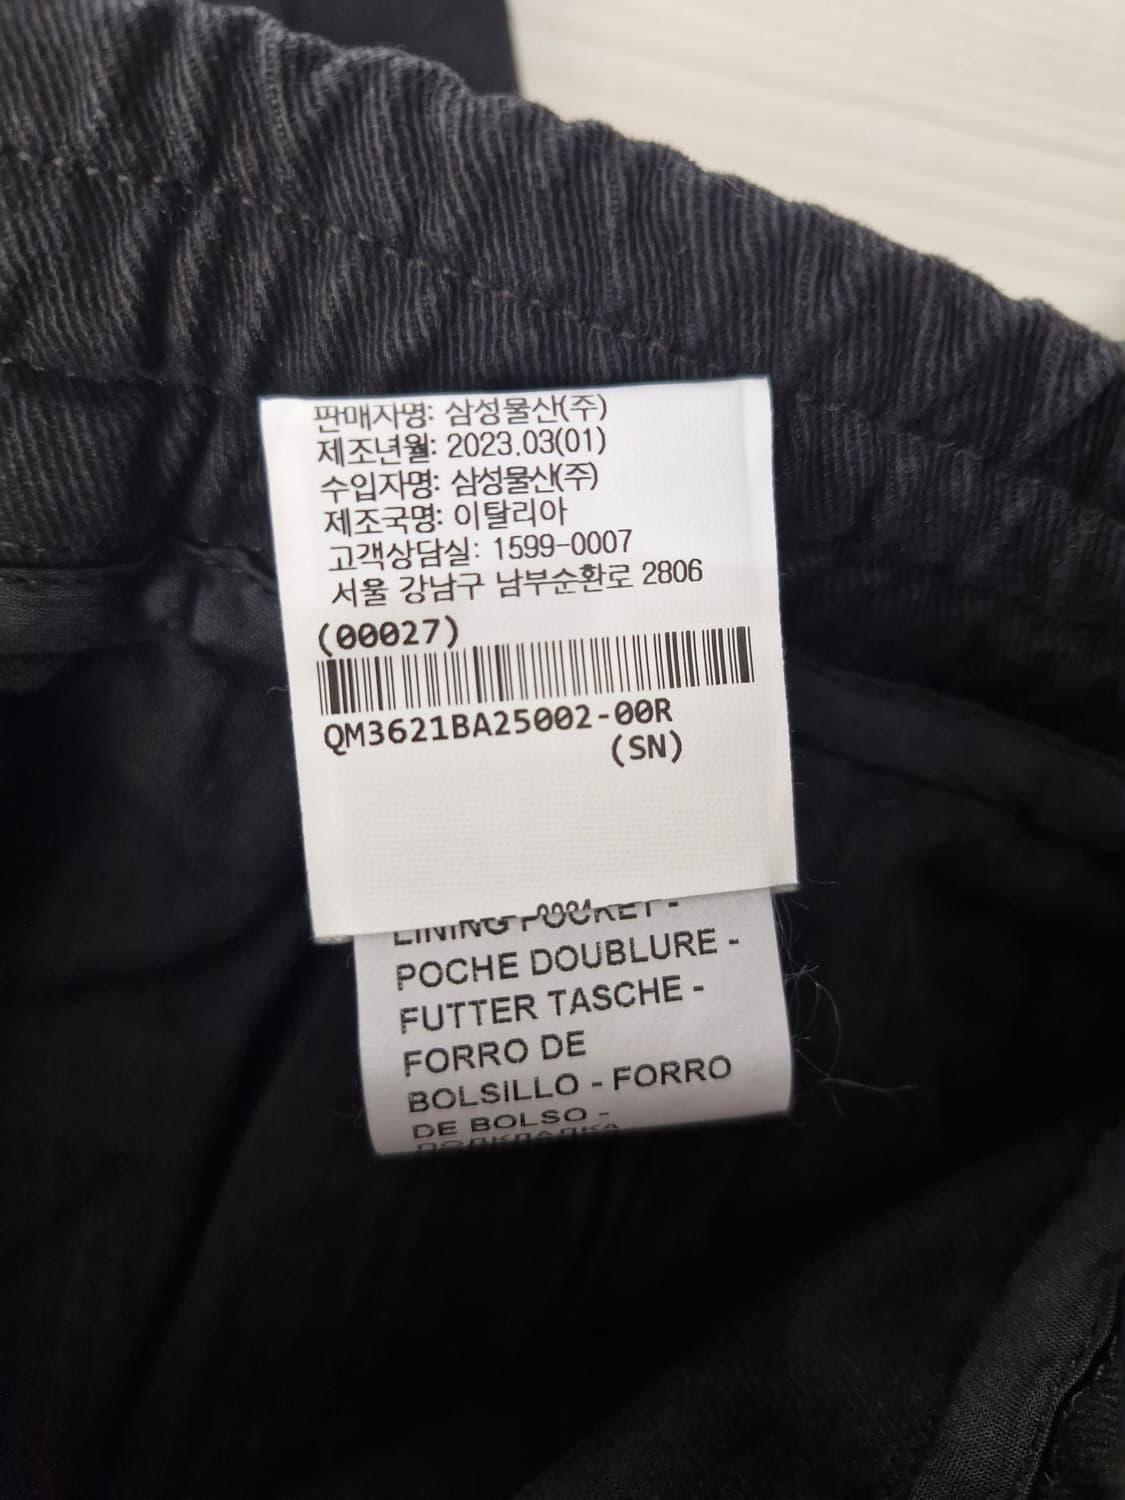 판매자명: 삼성물산(주)
제조년월: 2023.03(01)
수입자명: 삼성물산(주)
제조국명: 이탈리아
고객상담실: 1599-0007
서울 강남구 남부순환로 2806
(00027)
QM3621BA25002-00R
(SN)
LINING POCKET -
POCHE DOUBLURE -
FUTTER TASCHE -
FORRO DE
BOLSILLO - FORRO
DE BOLSO -
ПОДКЛАДКА